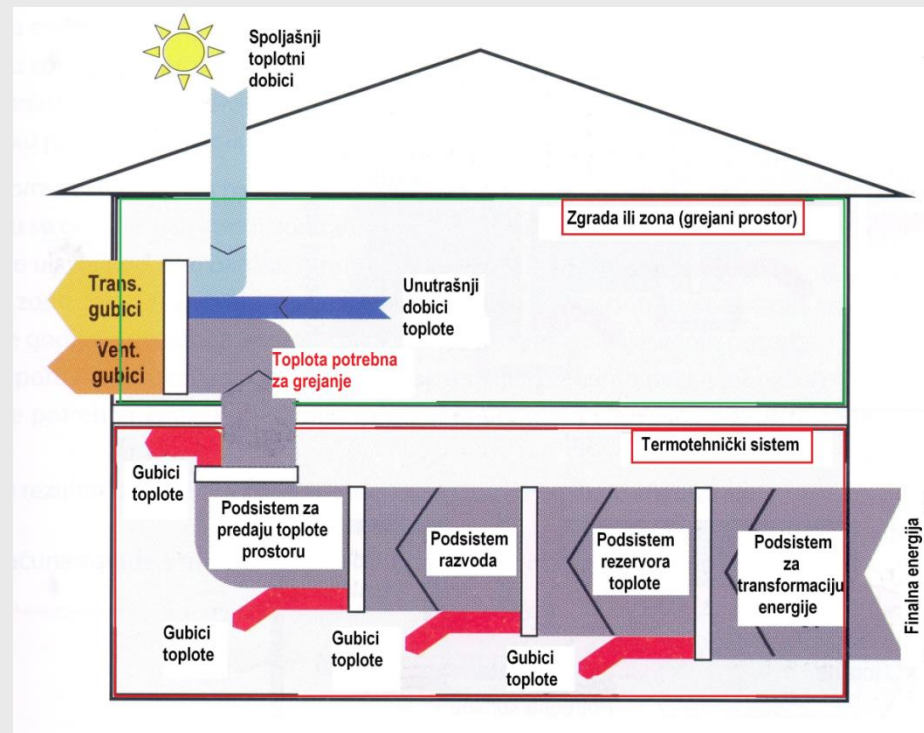 Spoljašnji
toplotni
dobici
Zgrada ili zona (grejani prostor)
Trans.
gubici
Unutrašnji
dobici
toplote
Vent.
gubici
Toplota potrebna
za grejanje
Termotehnički sistem
Gubici
toplote
Podsistem za
predaju toplote
prostoru
Podsistem
razvoda
Podsistem
rezervora
toplote
Podsistem
za
transformaciju
energije
Finalna energija
Gubici
toplote
Gubici
toplote
Gubici
toplote